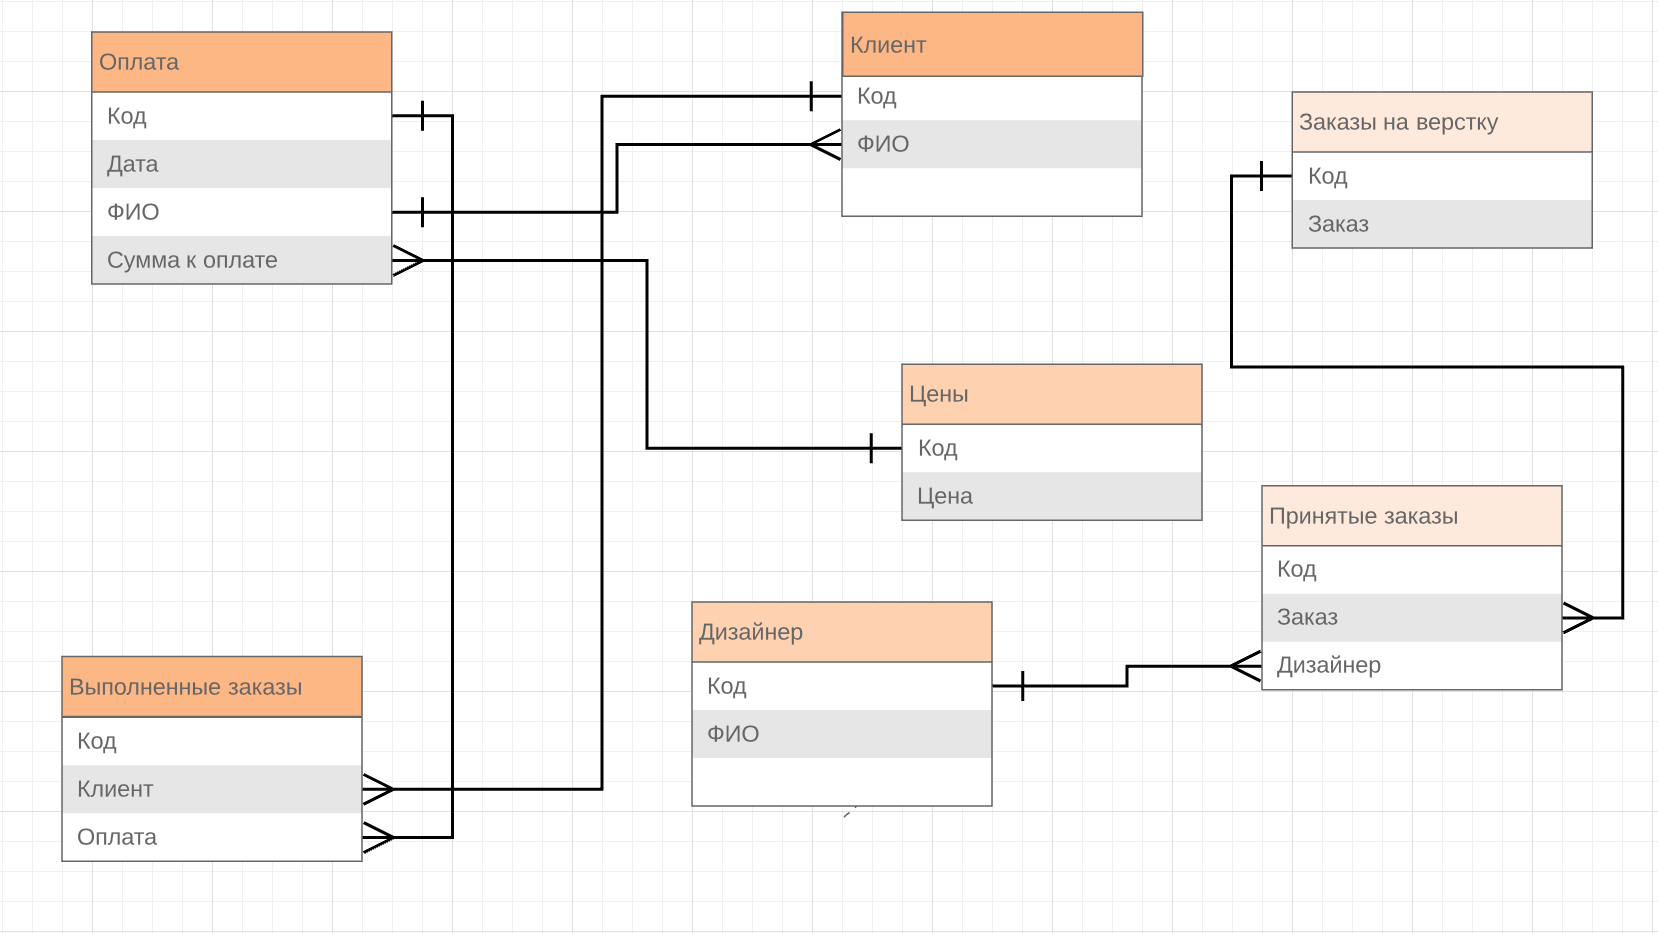 Оплата
Код
Дата
ФИО
Сумма к оплате
Клиент
Код
ФИО
Заказы на верстку
Код
Заказ
Цены
Код
Цена
Принятые заказы
Код
Заказ
Дизайнер
Дизайнер
Код
ФИО
Выполненные заказы
Код
Клиент
Оплата